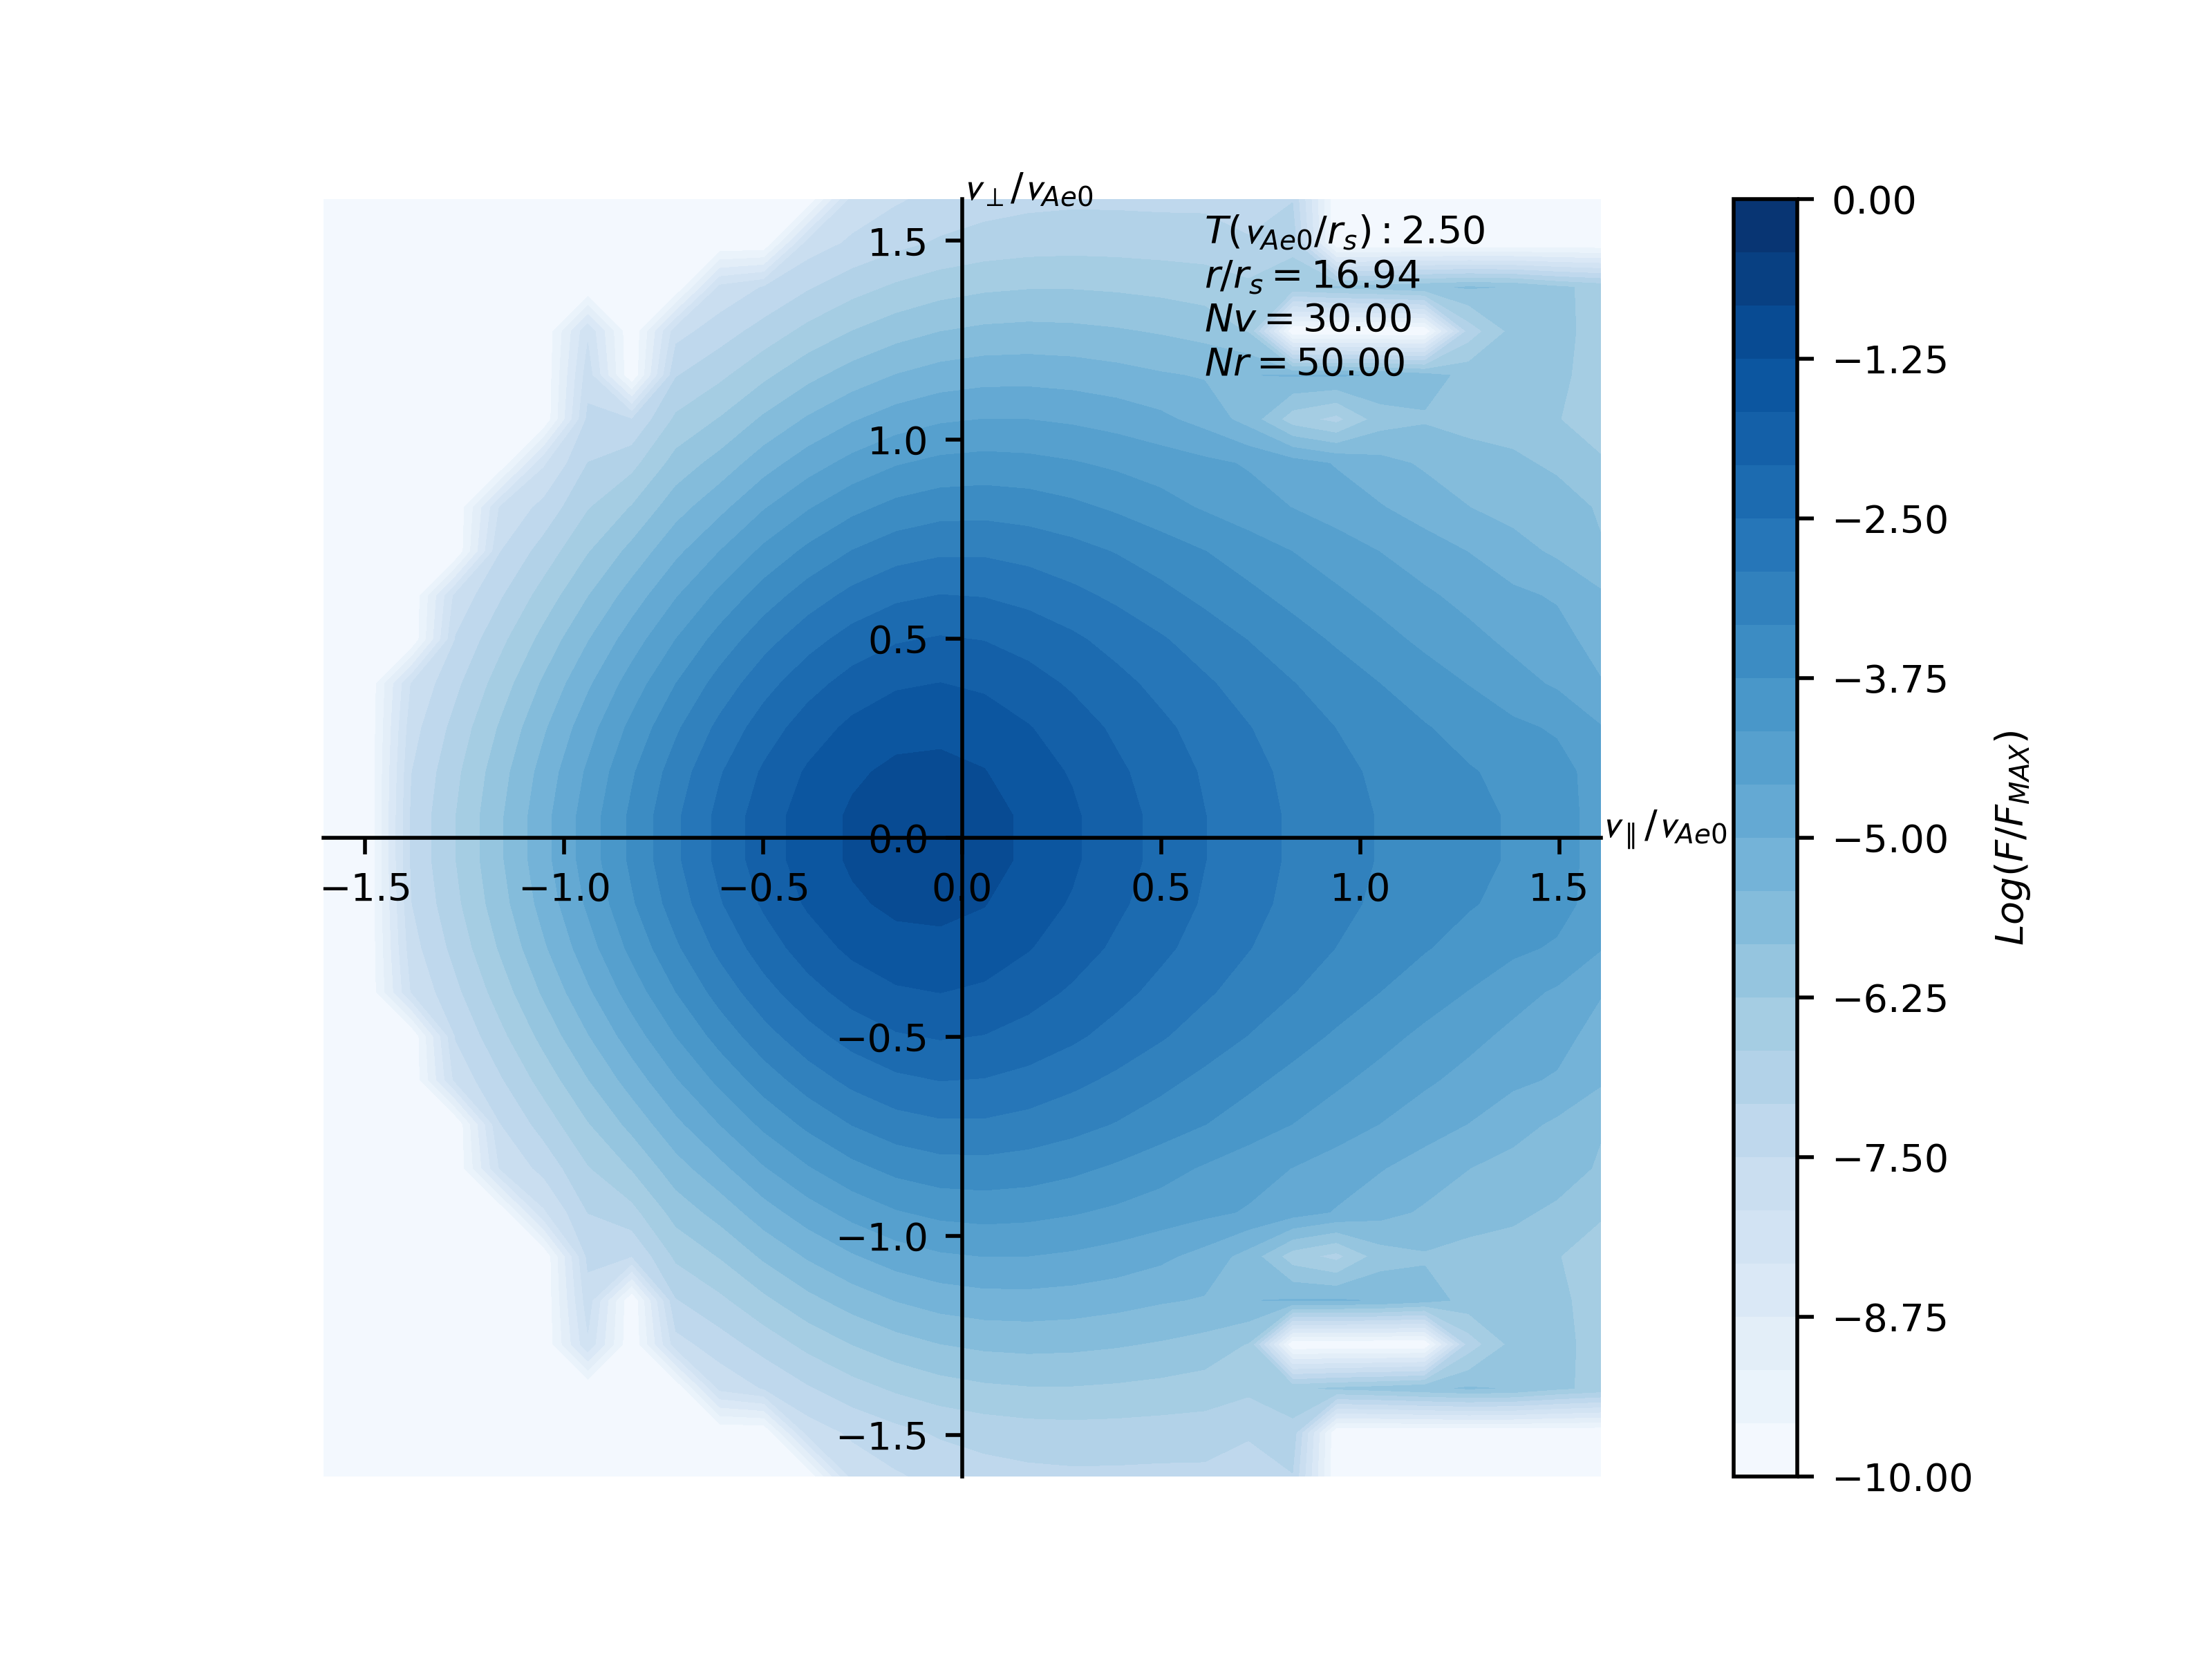 v⊥/vAe0
T(vAe0/rs) : 2.50
r/rs = 16.94
Nv = 30.00
Nr = 50.00
1.5
1.0
0.5
0.0
−0.5
−1.0
−1.5
−1.5 −1.0 −0.5 0.0 0.5 1.0 1.5
v∥/vAe0
0.00
−1.25
−2.50
−3.75
−5.00
−6.25
−7.50
−8.75
−10.00
Log(F/FMAX)